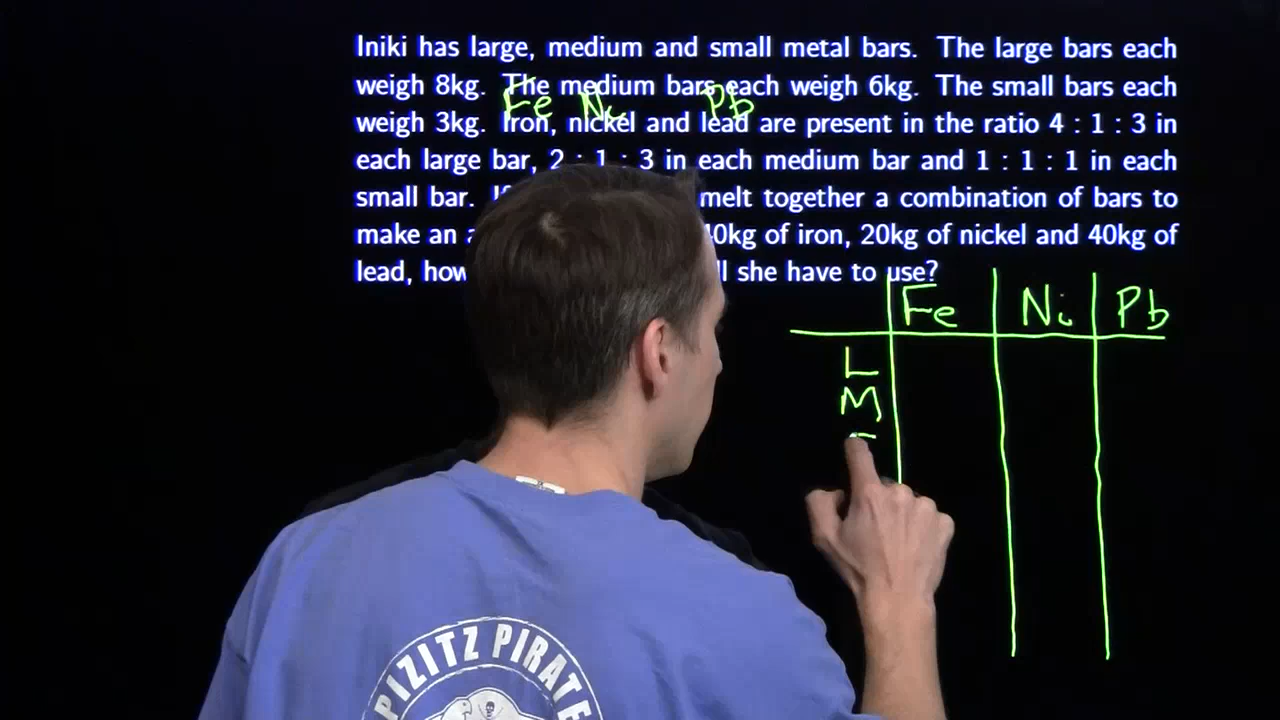 Iniki has large, medium and small metal bars. The large bars each
weigh 8kg. The medium bars each weigh 6kg. The small bars each
Fe Ni Pb
weigh 3kg. Iron, nickel and lead are present in the ratio 4 : 1 : 3 in
each large bar, 2 : 1 : 3 in each medium bar and 1 : 1 : 1 in each
small bar. melt together a combination of bars to
make an of iron, 20kg of nickel and 40kg of
lead, she have to use?
Fe Ni Pb
L
M
PIZITZ PIRATE